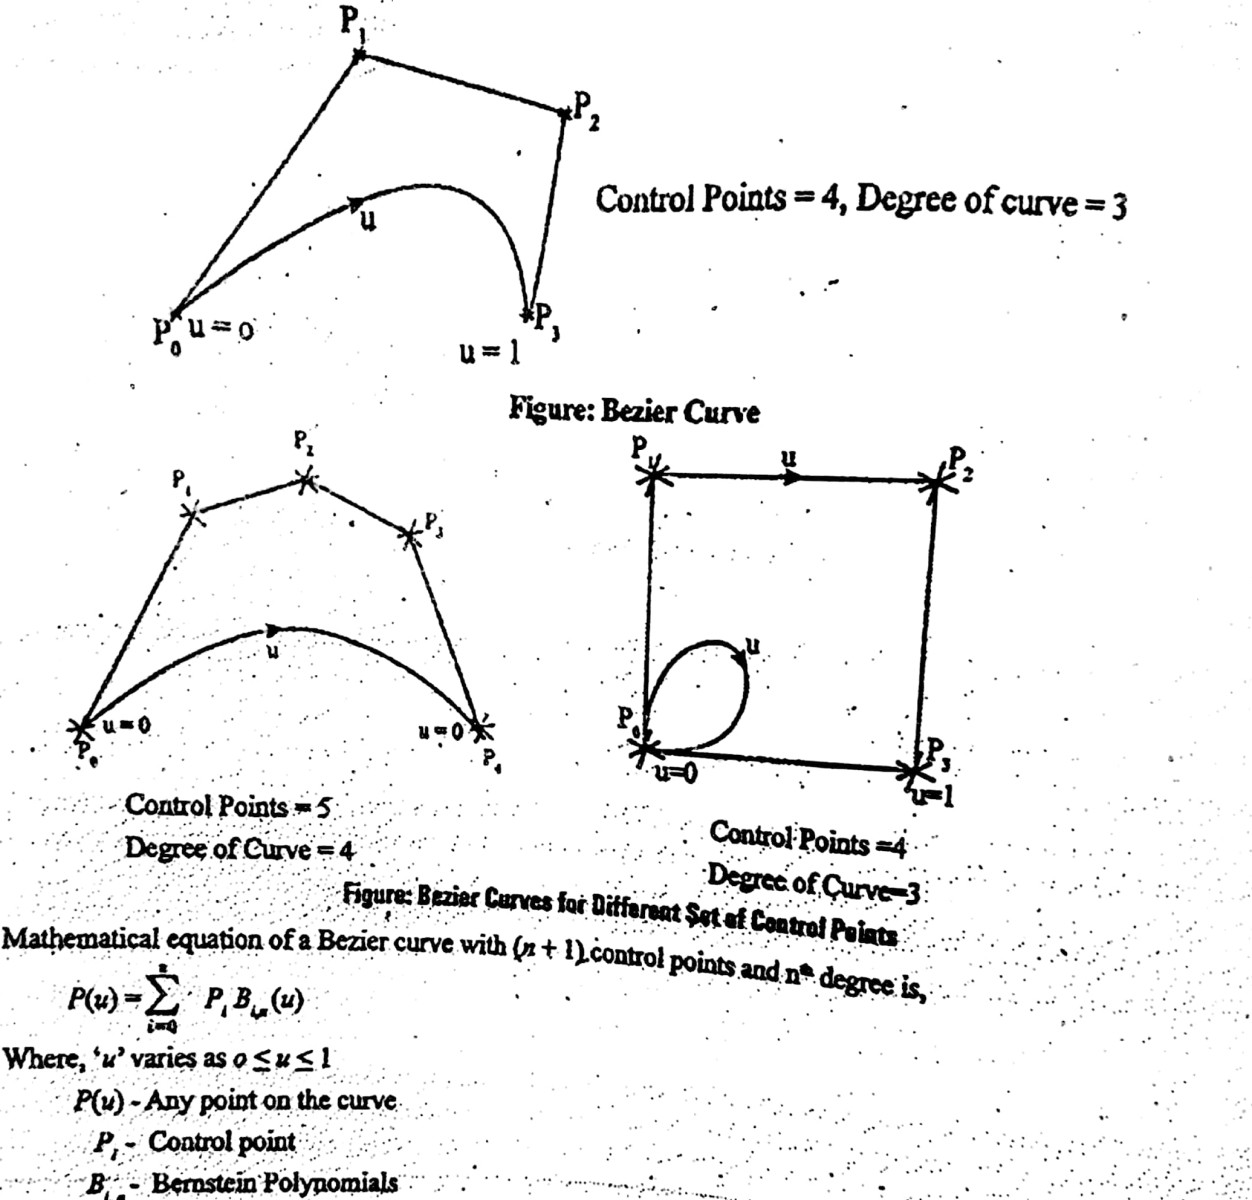 P₁
P₂
Control Points = 4, Degree of curve = 3
u
P₀ u = o
P₃
u = 1
Figure: Bezier Curve
P₂
P₁
P₃
u
u = 0
u = 0
P₀
P₄
Control Points = 5
Degree of Curve = 4
P₁
u
P₂
u
P₀
u=0
P₃
u=1
Control Points =4
Degree of Curve=3
Figure: Bezier Curves for Different Set of Control Points
Mathematical equation of a Bezier curve with (n + 1) control points and nᵗʰ degree is,
n
P(u) = ∑ Pᵢ Bᵢ,ₙ (u)
i=0
Where, ‘u’ varies as o ≤ u ≤ 1
P(u) - Any point on the curve
Pᵢ - Control point
Bᵢ,ₙ - Bernstein Polynomials